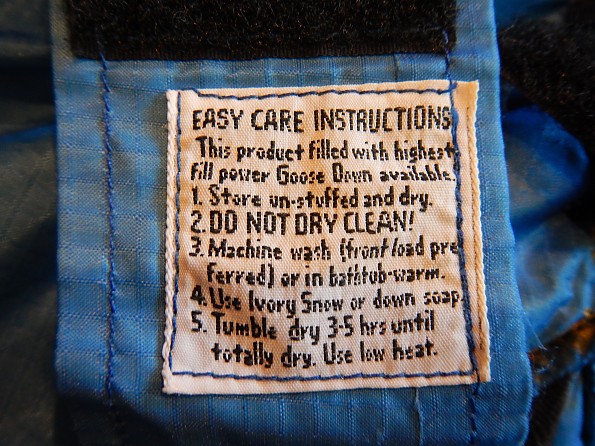 EASY CARE INSTRUCTIONS
This product filled with highest
fill power Goose Down available.
1. Store un-stuffed and dry.
2. DO NOT DRY CLEAN!
3. Machine wash (front load pre
ferred) or in bathtub-warm.
4. Use Ivory Snow or down soap.
5. Tumble dry 3-5 hrs until
totally dry. Use low heat.